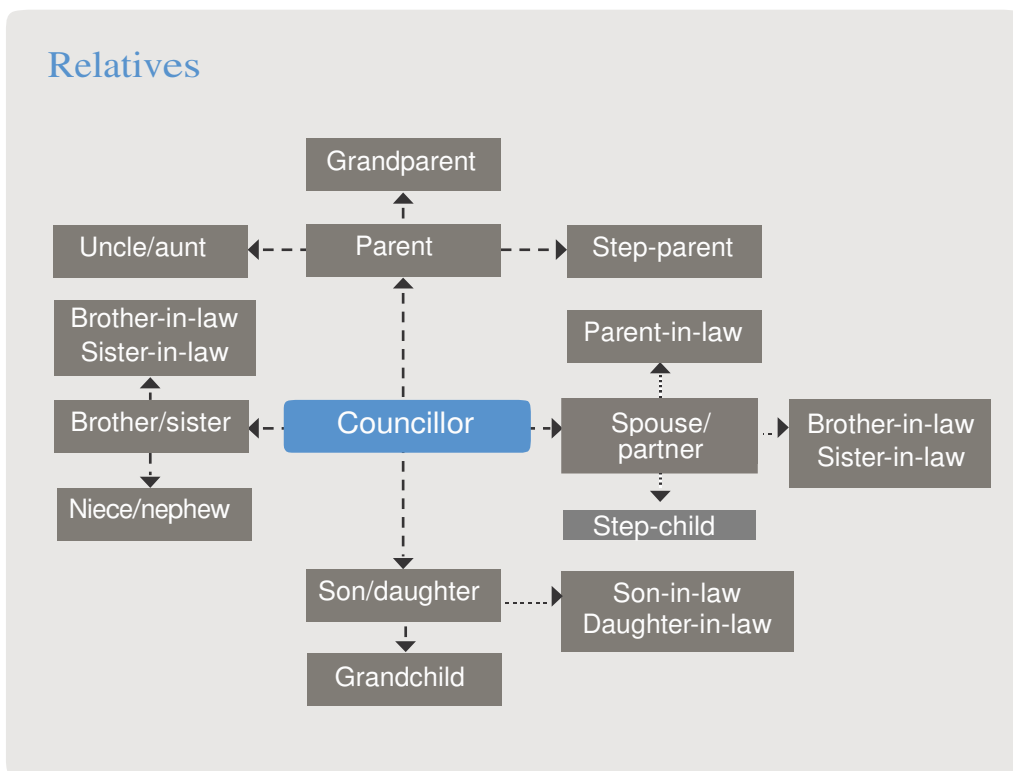 Relatives
Grandparent
Uncle/aunt
Parent
Step-parent
Brother-in-law
Sister-in-law
Parent-in-law
Brother/sister
Councillor
Spouse/
partner
Brother-in-law
Sister-in-law
Niece/nephew
Step-child
Son/daughter
Son-in-law
Daughter-in-law
Grandchild